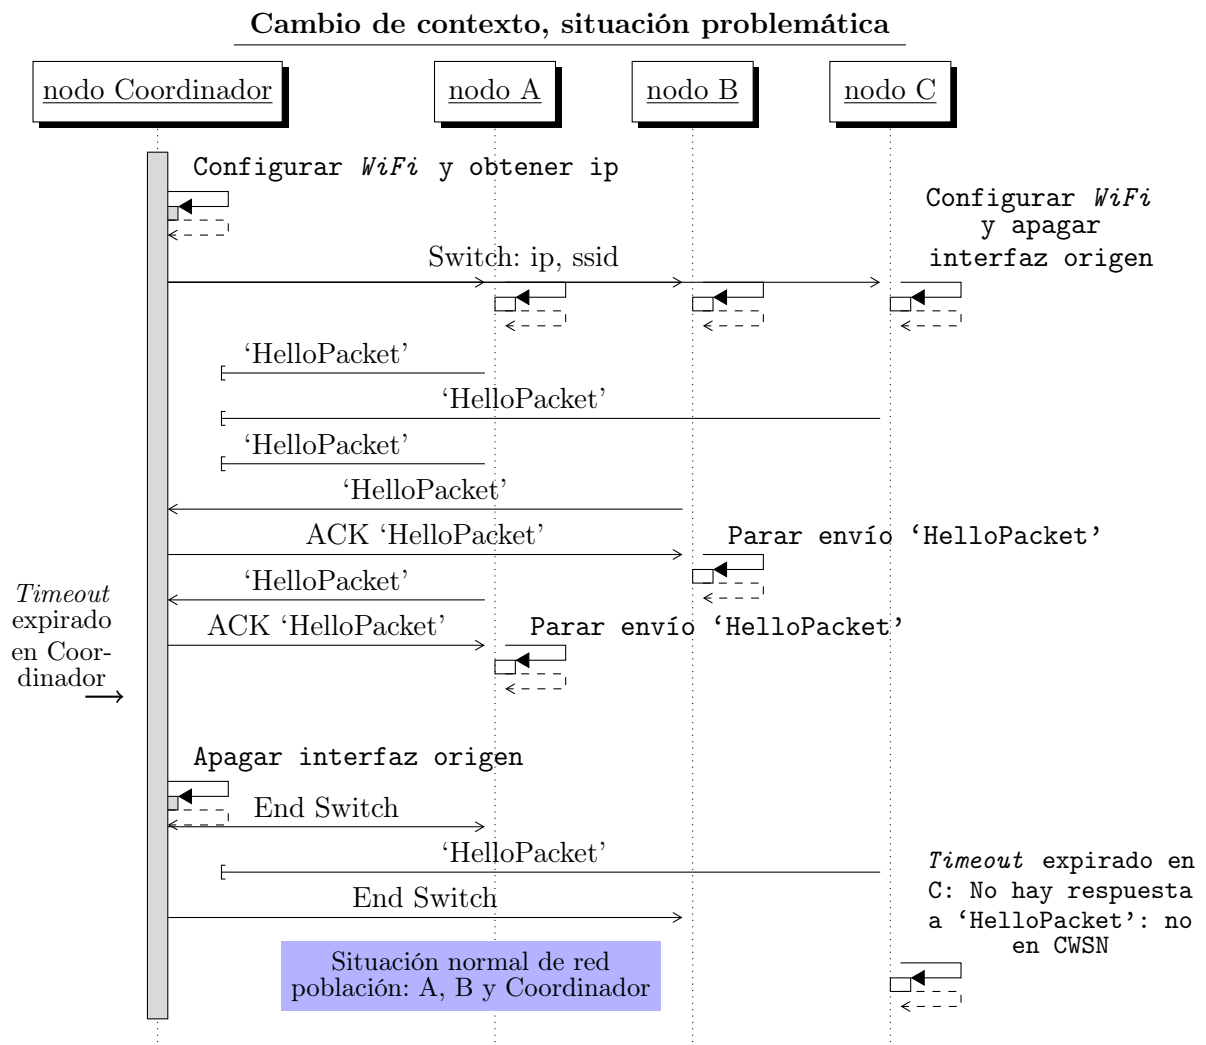 Cambio de contexto, situación problemática
nodo Coordinador
nodo A
nodo B
nodo C
Configurar WiFi y obtener ip
Configurar WiFi
y apagar
interfaz origen
Switch: ip, ssid
‘HelloPacket’
‘HelloPacket’
‘HelloPacket’
‘HelloPacket’
ACK ‘HelloPacket’
Parar envío ‘HelloPacket’
‘HelloPacket’
Timeout
expirado
en Coor-
dinador
ACK ‘HelloPacket’
Parar envío ‘HelloPacket’
Apagar interfaz origen
End Switch
‘HelloPacket’
Timeout expirado en
C: No hay respuesta
a ‘HelloPacket’: no
en CWSN
End Switch
Situación normal de red
población: A, B y Coordinador